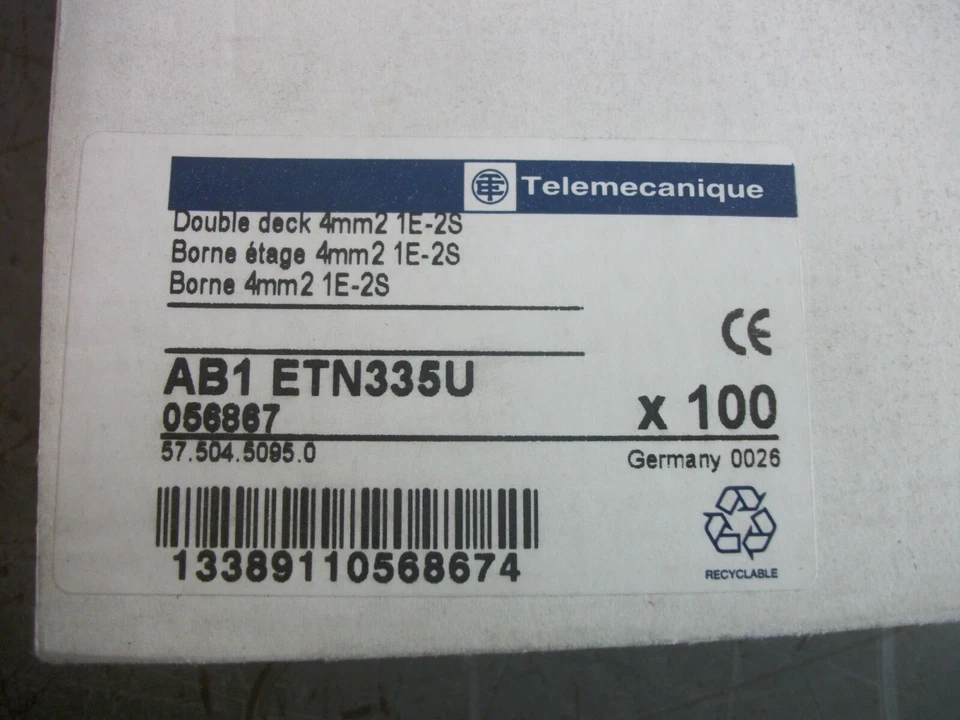 Telemecanique
Double deck 4mm2 1E-2S
Borne étage 4mm2 1E-2S
Borne 4mm2 1E-2S
CE
AB1 ETN335U
056867
x 100
57.504.5095.0
Germany 0026
13389110568674
RECYCLABLE